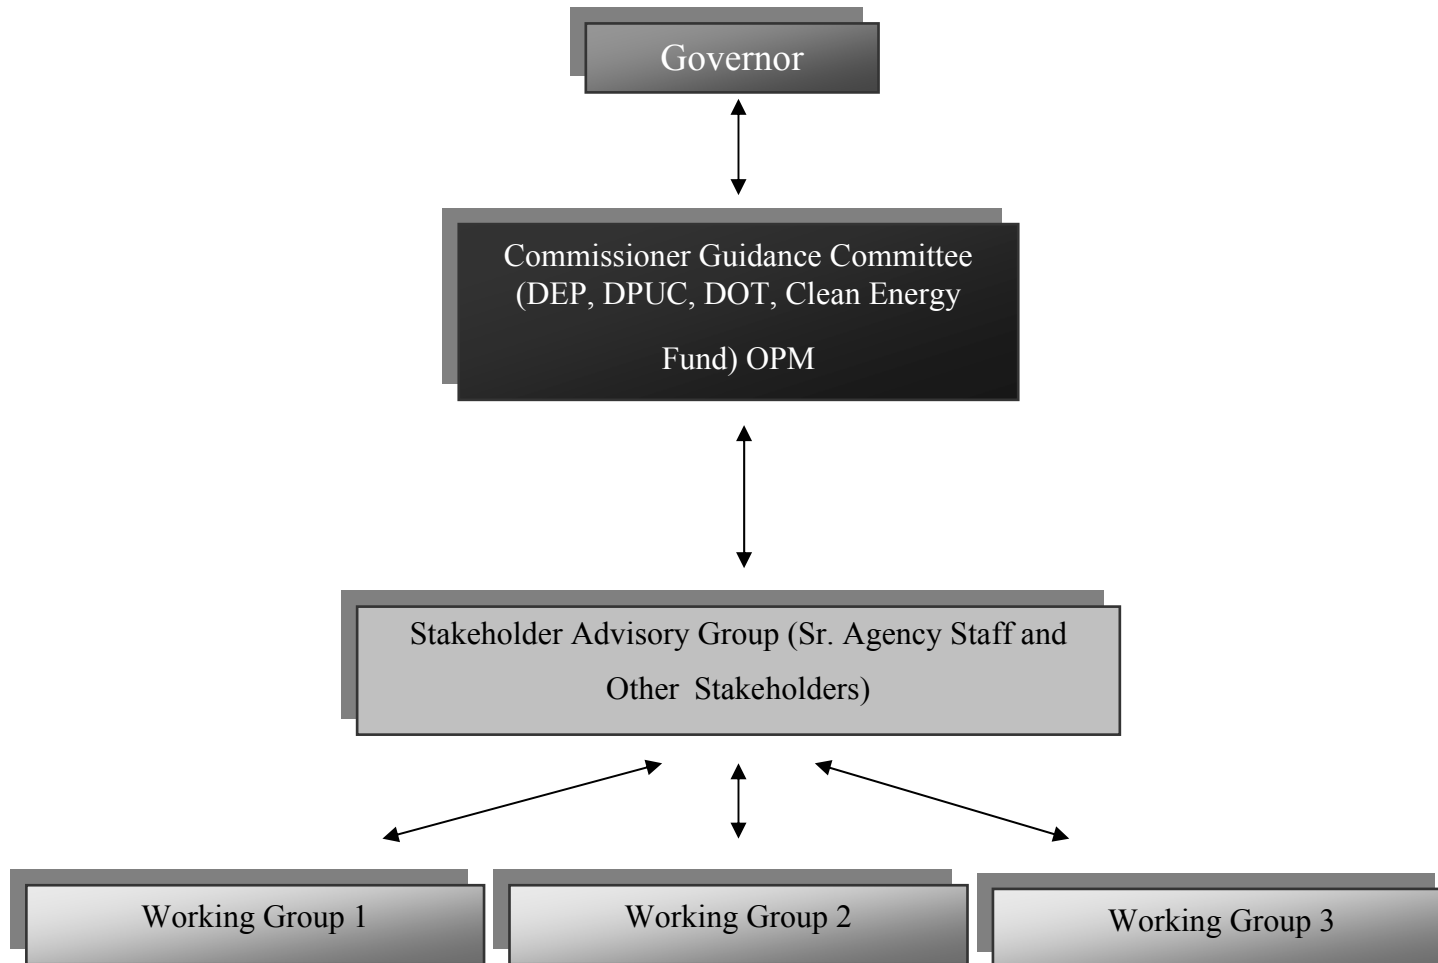 Governor
Commissioner Guidance Committee
(DEP, DPUC, DOT, Clean Energy
Fund) OPM
Stakeholder Advisory Group (Sr. Agency Staff and
Other  Stakeholders)
Working Group 1
Working Group 2
Working Group 3